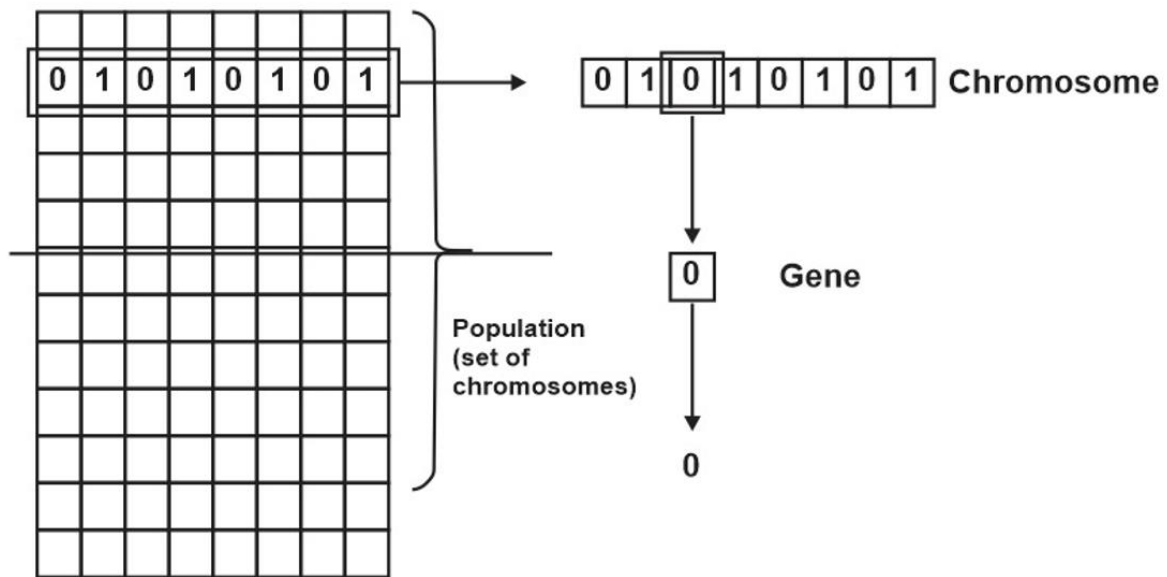 0 1 0 1 0 1 0 1
0 1 0 1 0 1 0 1 Chromosome
0 Gene
Population
(set of
chromosomes)
0